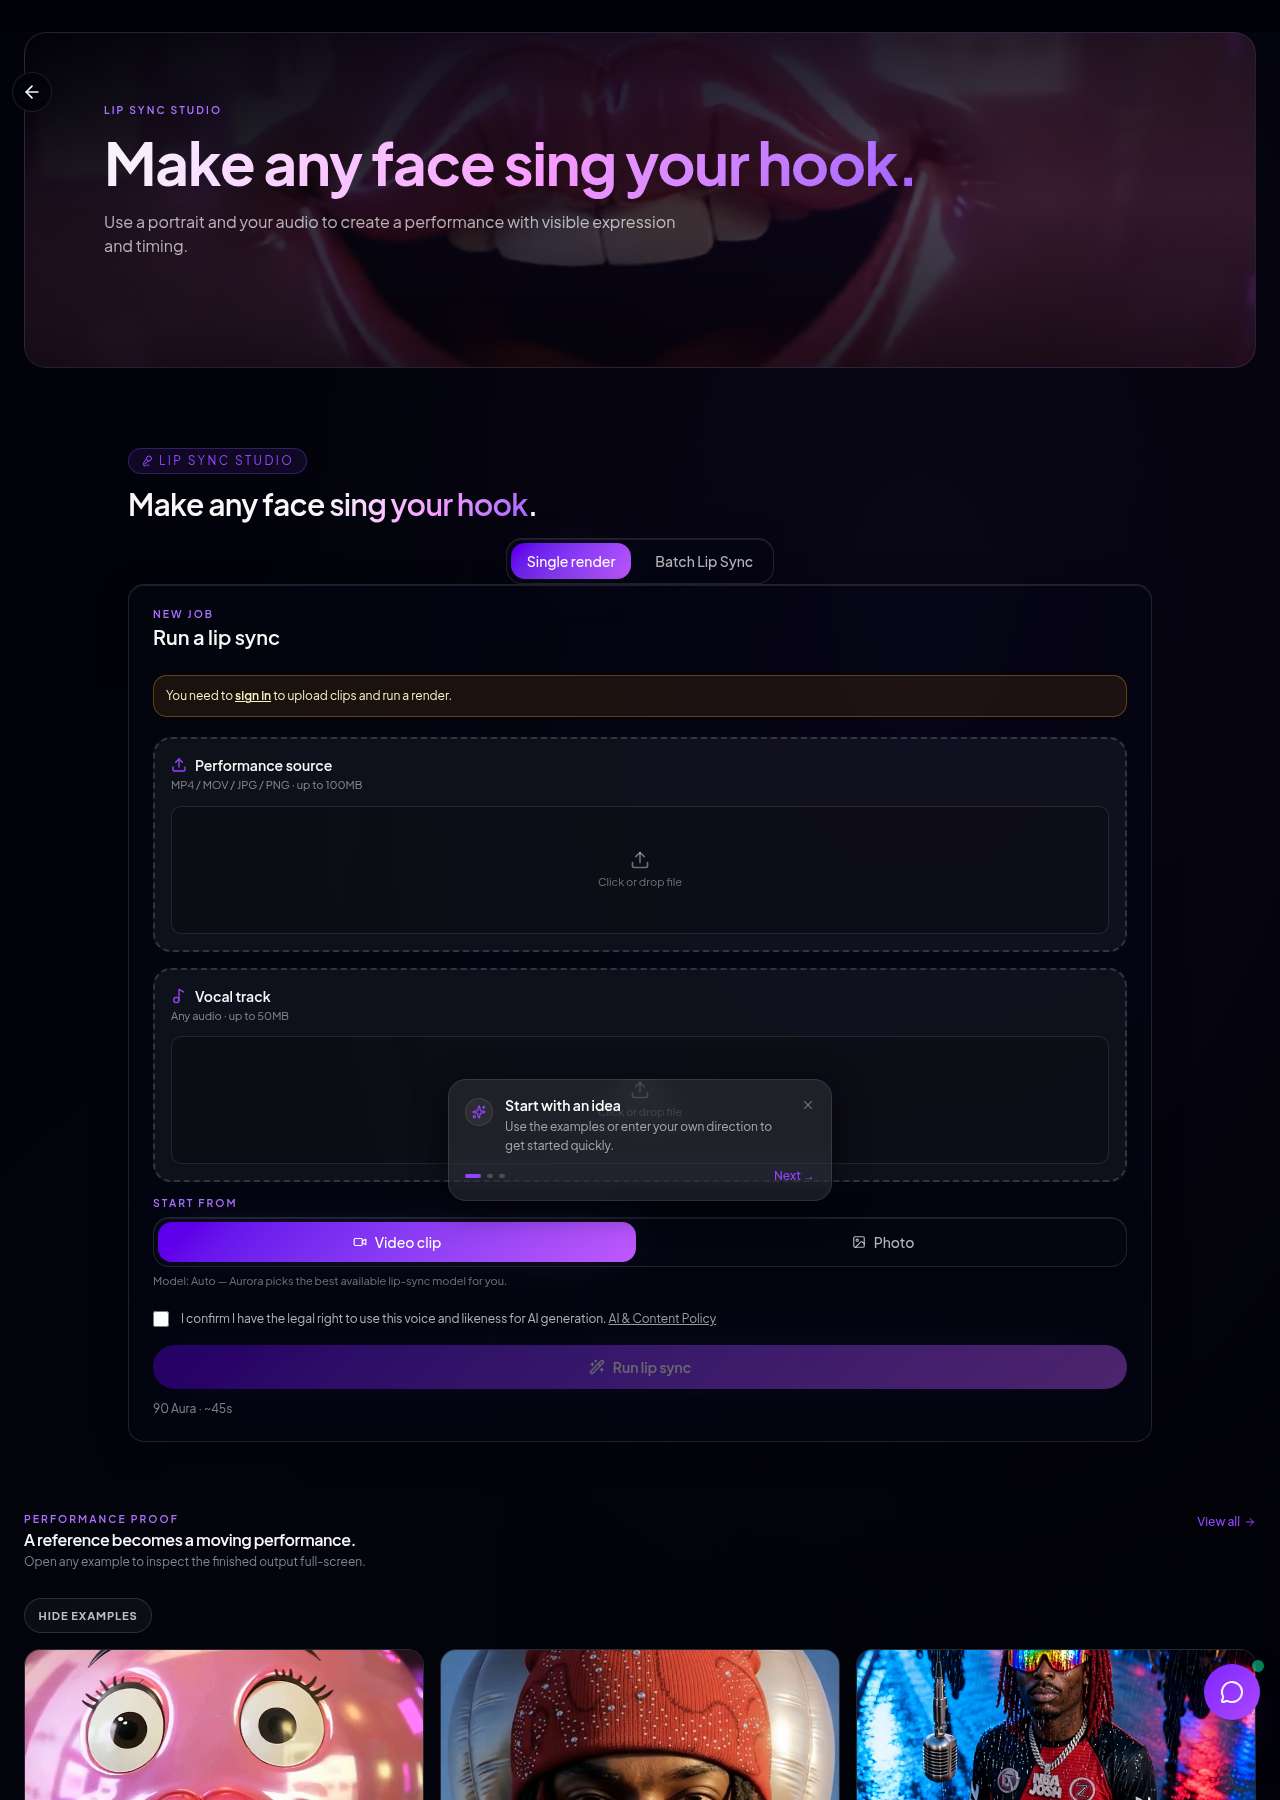 LIP SYNC STUDIO
Make any face sing your hook.
Use a portrait and your audio to create a performance with visible expression
and timing.
LIP SYNC STUDIO
Make any face sing your hook.
Single render
Batch Lip Sync
NEW JOB
Run a lip sync
You need to sign in to upload clips and run a render.
Performance source
MP4 / MOV / JPG / PNG · up to 100MB
Click or drop file
Vocal track
Any audio · up to 50MB
Click or drop file
Start with an idea
Use the examples or enter your own direction to
get started quickly.
Next →
START FROM
Video clip
Photo
Model: Auto — Aurora picks the best available lip-sync model for you.
I confirm I have the legal right to use this voice and likeness for AI generation. AI & Content Policy
Run lip sync
90 Aura · ~45s
PERFORMANCE PROOF
View all →
A reference becomes a moving performance.
Open any example to inspect the finished output full-screen.
HIDE EXAMPLES
NBA
JOSH